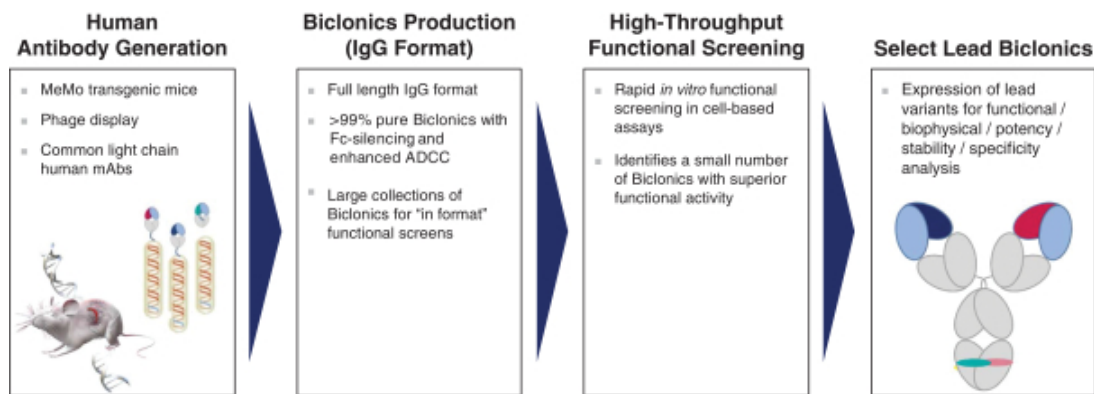 Human
Antibody Generation
MeMo transgenic mice
Phage display
Common light chain
human mAbs
Biclonics Production
(IgG Format)
Full length IgG format
>99% pure Biclonics with
Fc-silencing and
enhanced ADCC
Large collections of
Biclonics for "in format"
functional screens
High-Throughput
Functional Screening
Rapid in vitro functional
screening in cell-based
assays
Identifies a small number
of Biclonics with superior
functional activity
Select Lead Biclonics
Expression of lead
variants for functional /
biophysical / potency /
stability / specificity
analysis